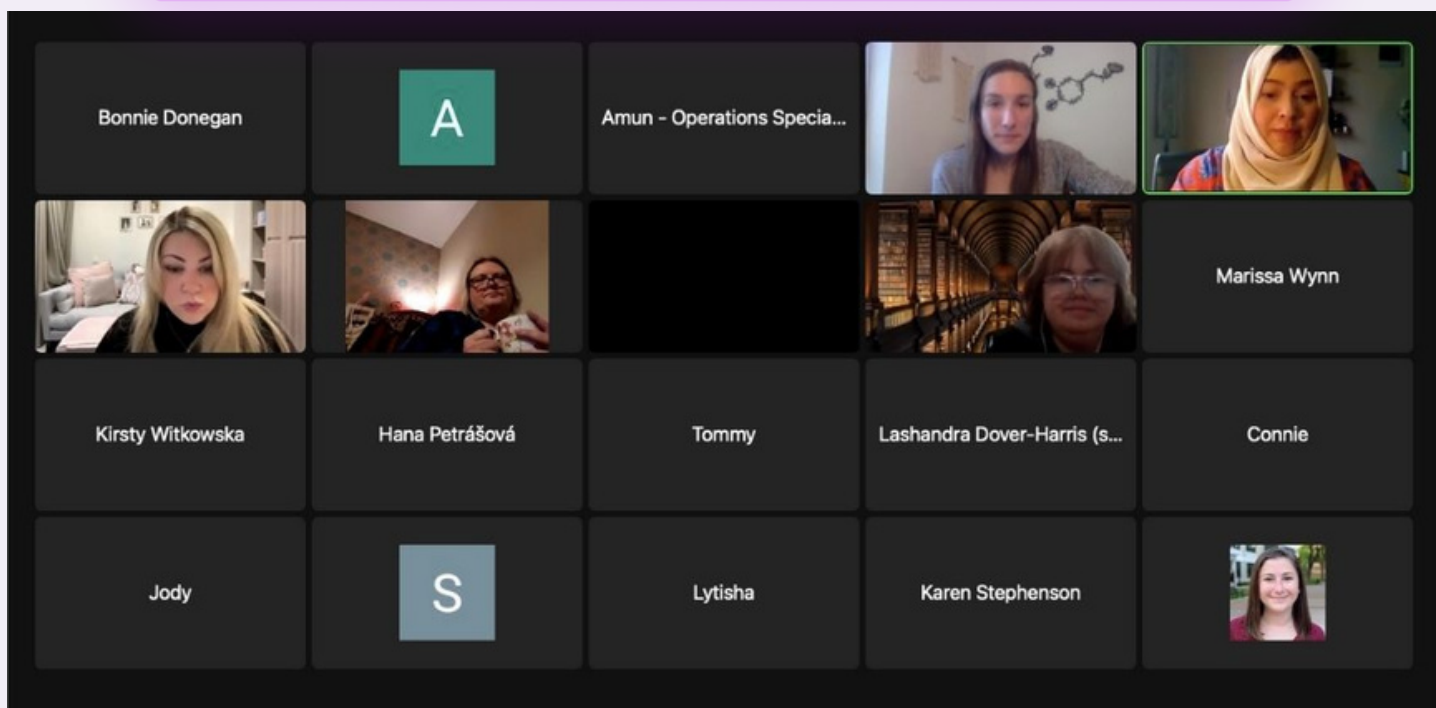 Bonnie Donegan
A
Amun - Operations Specia...
Marissa Wynn
Kirsty Witkowska
Hana Petrášová
Tommy
Lashandra Dover-Harris (s...
Connie
Jody
S
Lytisha
Karen Stephenson